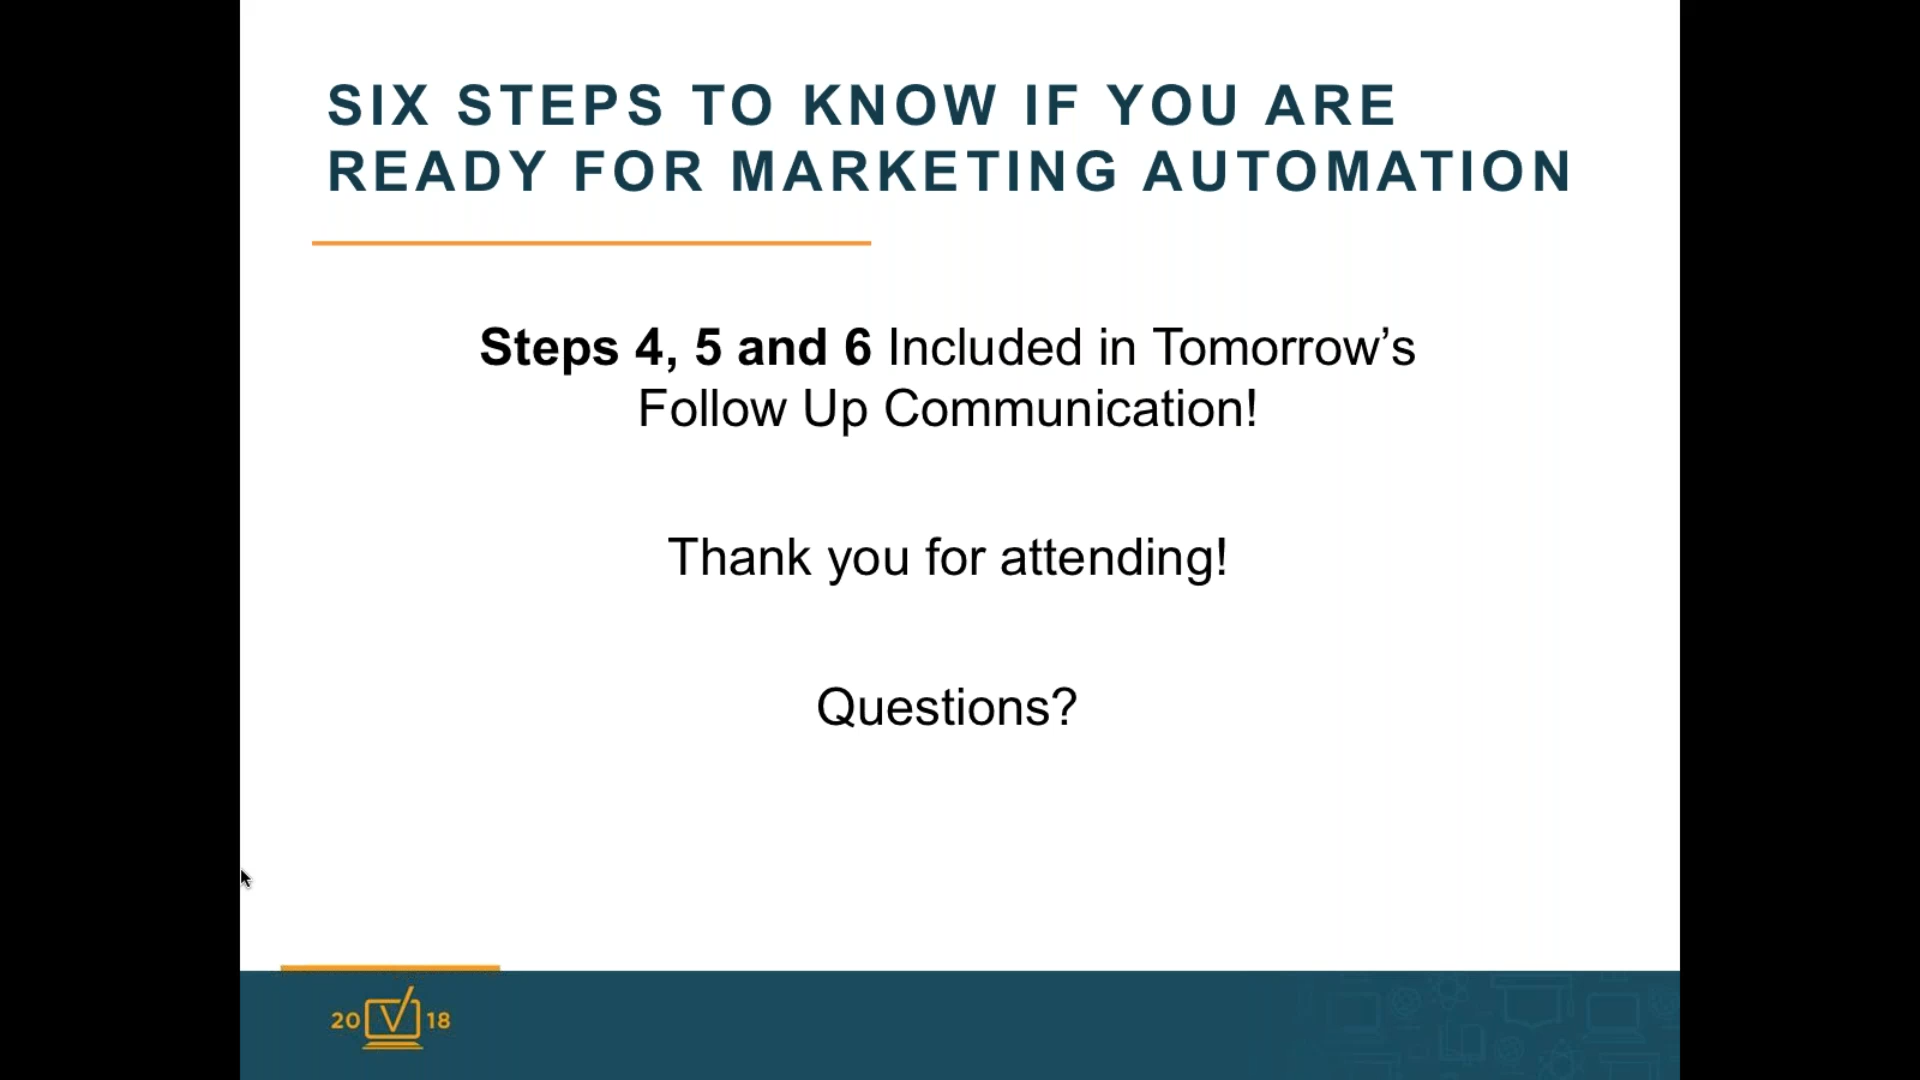 SIX STEPS TO KNOW IF YOU ARE
READY FOR MARKETING AUTOMATION
Steps 4, 5 and 6 Included in Tomorrow’s
Follow Up Communication!
Thank you for attending!
Questions?
20 V 18